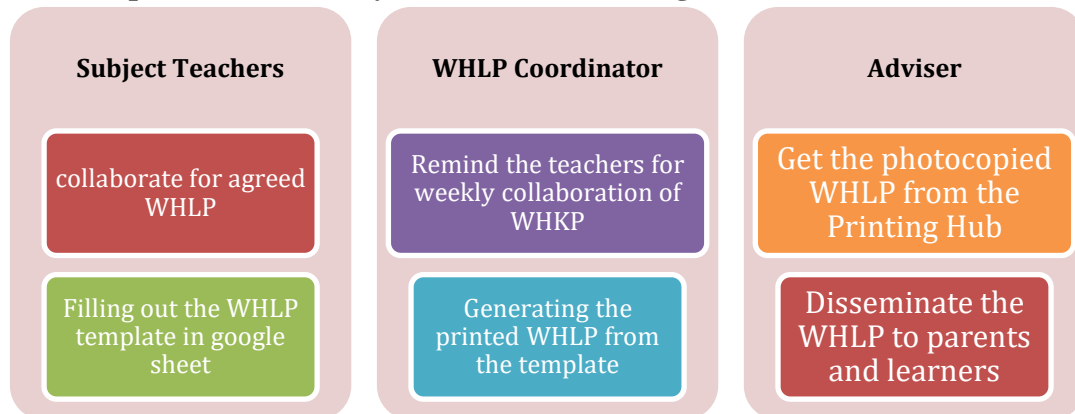 Subject Teachers
collaborate for agreed
WHLP
Filling out the WHLP
template in google
sheet
WHLP Coordinator
Remind the teachers for
weekly collaboration of
WHKP
Generating the
printed WHLP from
the template
Adviser
Get the photocopied
WHLP from the
Printing Hub
Disseminate the
WHLP to parents
and learners